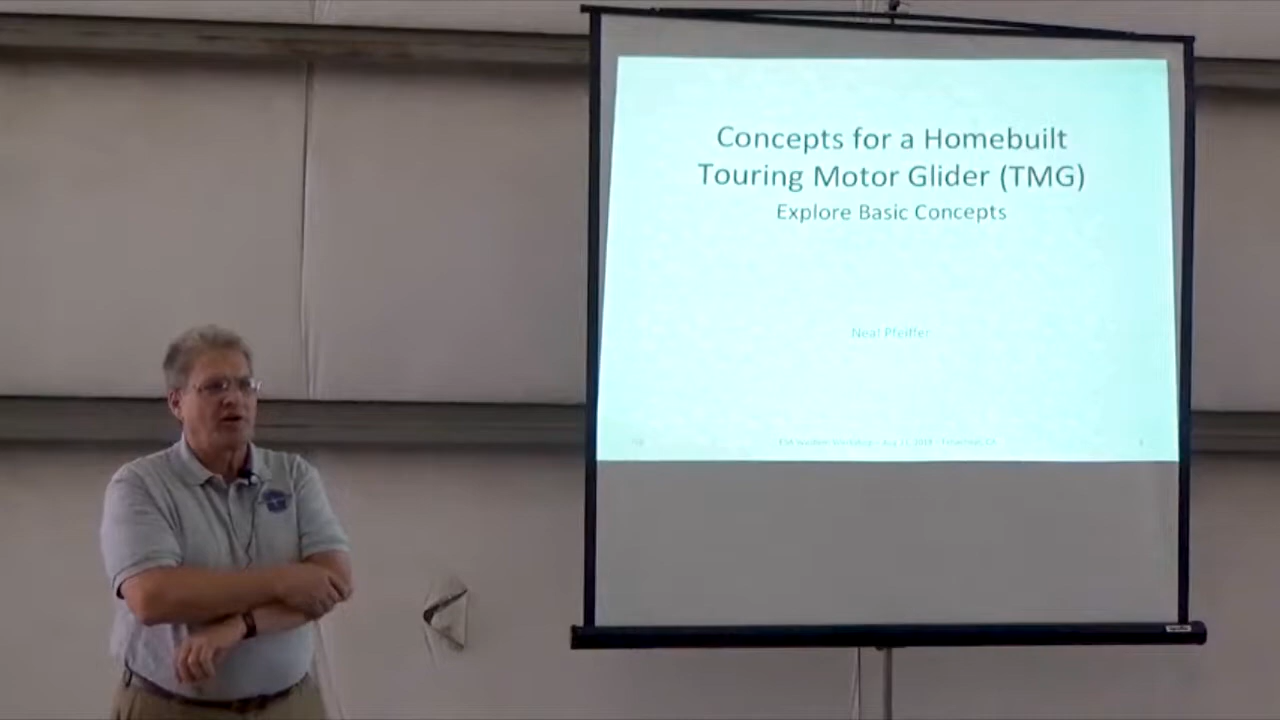 Concepts for a Homebuilt
Touring Motor Glider (TMG)
Explore Basic Concepts
Neal Pfeiffer